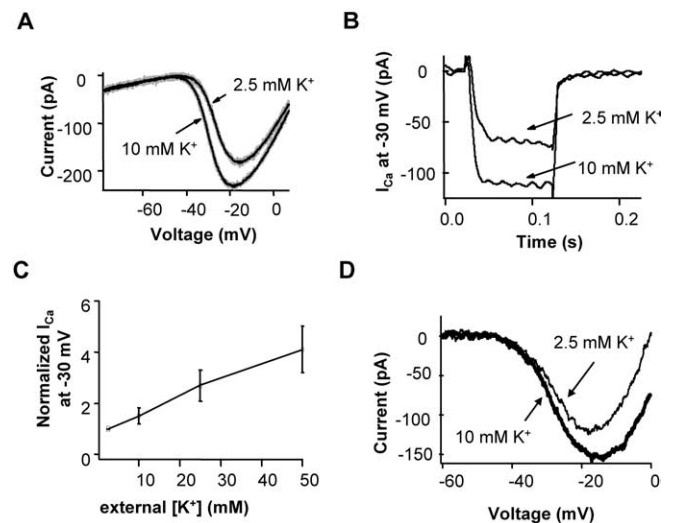 A
Current (pA)
0
-100
-200
2.5 mM K⁺
10 mM K⁺
-60
-40
-20
0
Voltage (mV)
B
I_Ca at -30 mV (pA)
0
-50
-100
2.5 mM K⁺
10 mM K⁺
0.0
0.1
0.2
Time (s)
C
Normalized I_Ca
at -30 mV
6
4
2
0
10
20
30
40
50
external [K⁺] (mM)
D
Current (pA)
0
-50
-100
-150
2.5 mM K⁺
10 mM K⁺
-60
-40
-20
0
Voltage (mV)